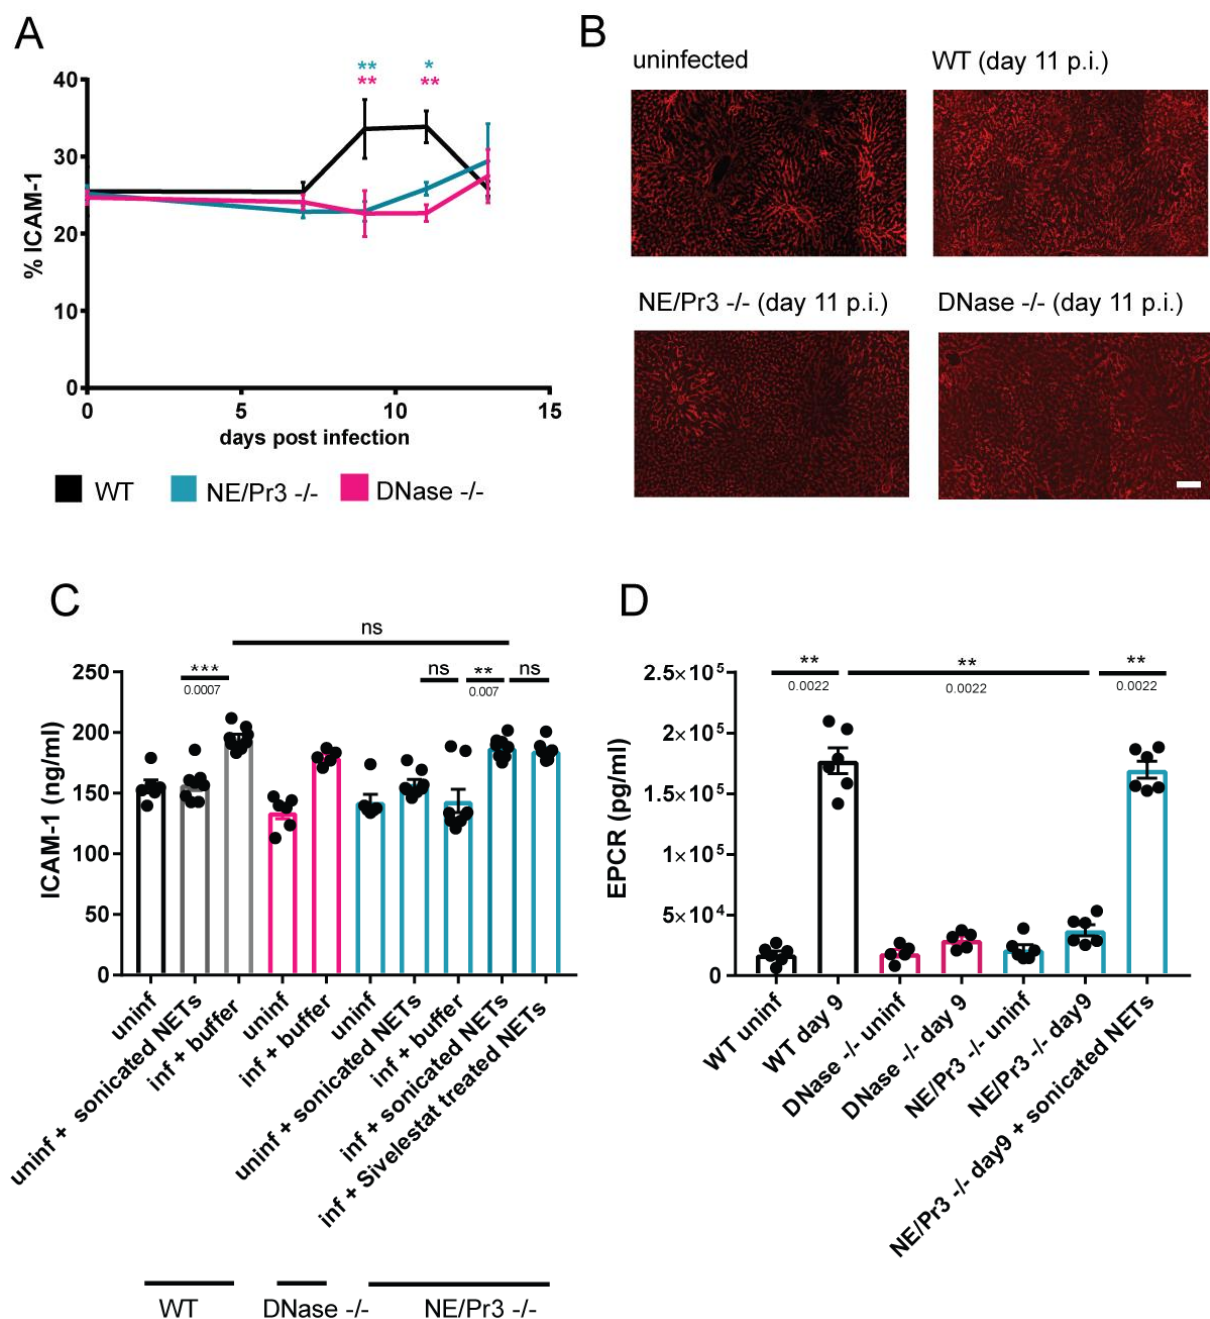 A
** *
** **
40
30
20
10
0
% ICAM-1
0 5 10 15
days post infection
WT NE/Pr3 -/- DNase -/-
B
uninfected WT (day 11 p.i.)
NE/Pr3 -/- (day 11 p.i.) DNase -/- (day 11 p.i.)
C
ns
*** ns ** ns
0.0007 0.007
250
200
150
100
50
0
ICAM-1 (ng/ml)
uninf
uninf + sonicated NETs
inf + buffer
uninf
inf + buffer
uninf
uninf + sonicated NETs
inf + buffer
inf + sonicated NETs
inf + Sivelestat treated NETs
WT DNase -/- NE/Pr3 -/-
D
** ** **
0.0022 0.0022 0.0022
2.5×10⁵
2×10⁵
1.5×10⁵
1×10⁵
5×10⁴
0
EPCR (pg/ml)
WT uninf
WT day 9
DNase -/- uninf
DNase -/- day 9
NE/Pr3 -/- uninf
NE/Pr3 -/- day9
NE/Pr3 -/- day9 + sonicated NETs